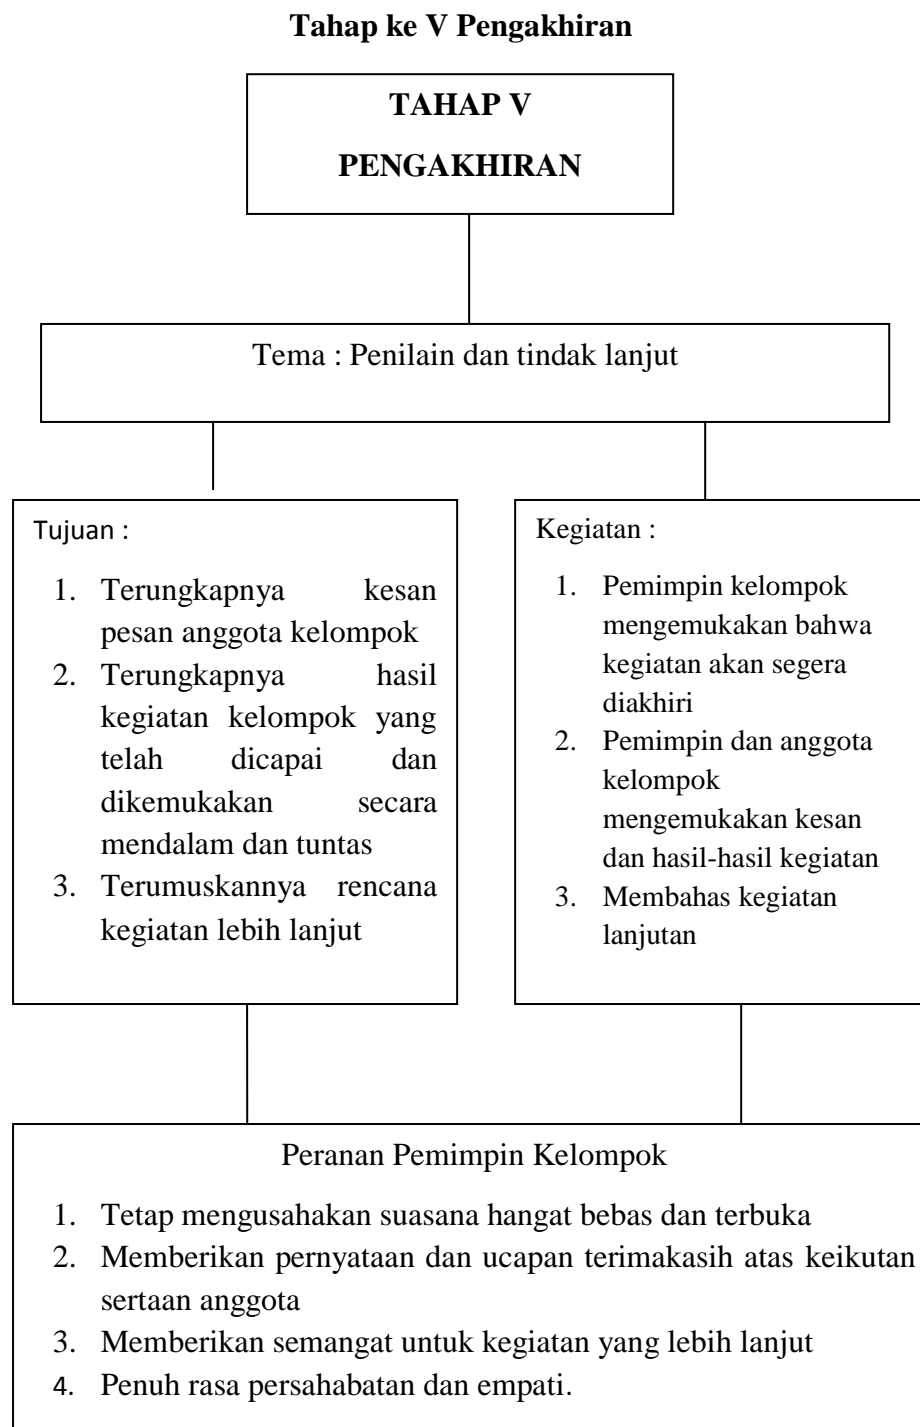 Tahap ke V Pengakhiran
TAHAP V
PENGAKHIRAN
Tema : Penilain dan tindak lanjut
Tujuan :
1. Terungkapnya kesan
pesan anggota kelompok
2. Terungkapnya hasil
kegiatan kelompok yang
telah dicapai dan
dikemukakan secara
mendalam dan tuntas
3. Terumuskannya rencana
kegiatan lebih lanjut
Kegiatan :
1. Pemimpin kelompok
mengemukakan bahwa
kegiatan akan segera
diakhiri
2. Pemimpin dan anggota
kelompok
mengemukakan kesan
dan hasil-hasil kegiatan
3. Membahas kegiatan
lanjutan
Peranan Pemimpin Kelompok
1. Tetap mengusahakan suasana hangat bebas dan terbuka
2. Memberikan pernyataan dan ucapan terimakasih atas keikutan
sertaan anggota
3. Memberikan semangat untuk kegiatan yang lebih lanjut
4. Penuh rasa persahabatan dan empati.